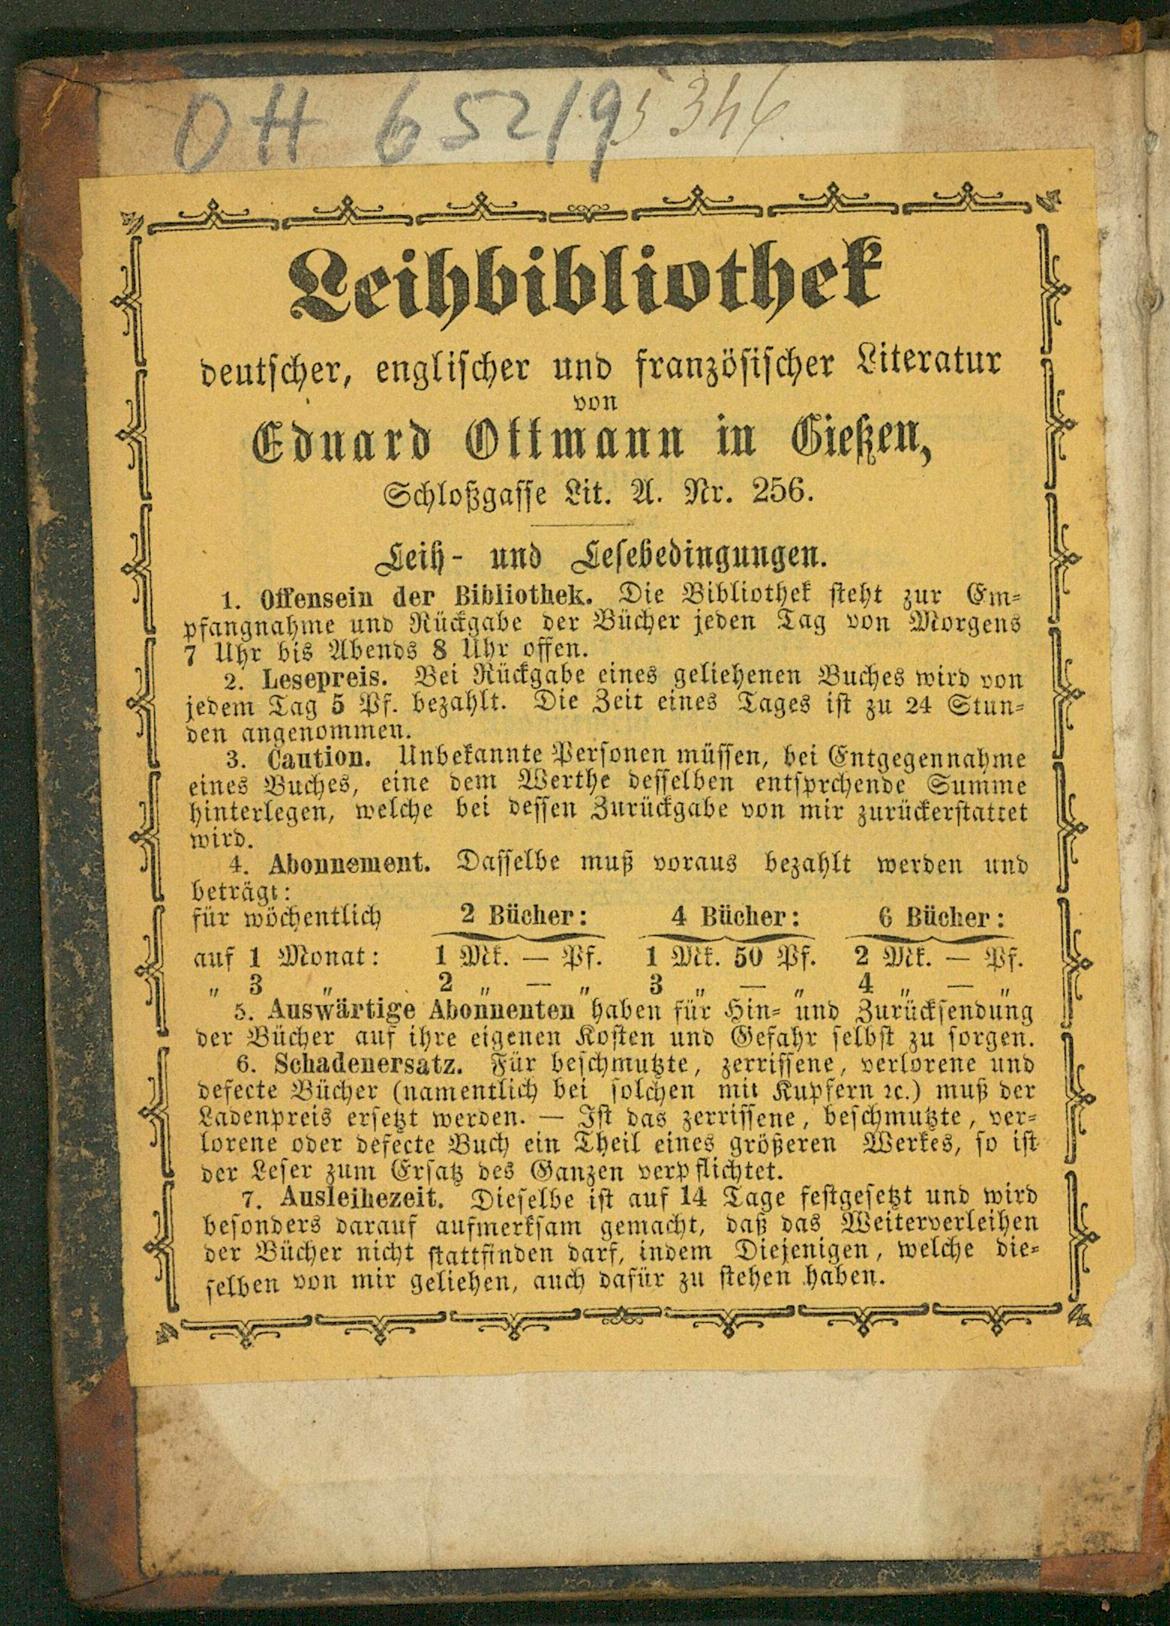 OH 65219 5346.
Leihbibliothek
deutscher, englischer und französischer Literatur
von
Eduard Ottmann in Gießen,
Schloßgasse Lit. A. Nr. 256.
Leih- und Lesebedingungen.
1. Offensein der Bibliothek. Die Bibliothek steht zur Em-
pfangnahme und Rückgabe der Bücher jeden Tag von Morgens
7 Uhr bis Abends 8 Uhr offen.
2. Lesepreis. Bei Rückgabe eines geliehenen Buches wird von
jedem Tag 5 Pf. bezahlt. Die Zeit eines Tages ist zu 24 Stun-
den angenommen.
3. Caution. Unbekannte Personen müssen, bei Entgegennahme
eines Buches, eine dem Werthe desselben entsprchende Summe
hinterlegen, welche bei dessen Zurückgabe von mir zurückerstattet
wird.
4. Abonnement. Dasselbe muß voraus bezahlt werden und
beträgt:
für wöchentlich 2 Bücher: 4 Bücher: 6 Bücher:
auf 1 Monat: 1 Mk. — Pf. 1 Mk. 50 Pf. 2 Mk. — Pf.
„ 3 „ 2 „ — „ 3 „ — „ 4 „ — „
5. Auswärtige Abonnenten haben für Hin- und Zurücksendung
der Bücher auf ihre eigenen Kosten und Gefahr selbst zu sorgen.
6. Schadenersatz. Für beschmutzte, zerrissene, verlorene und
defecte Bücher (namentlich bei solchen mit Kupfern ꝛc.) muß der
Ladenpreis ersetzt werden. — Ist das zerrissene, beschmutzte, ver-
lorene oder defecte Buch ein Theil eines größeren Werkes, so ist
der Leser zum Ersatz des Ganzen verpflichtet.
7. Ausleihezeit. Dieselbe ist auf 14 Tage festgesetzt und wird
besonders darauf aufmerksam gemacht, daß das Weiterverleihen
der Bücher nicht stattfinden darf, indem Diejenigen, welche die-
selben von mir geliehen, auch dafür zu stehen haben.